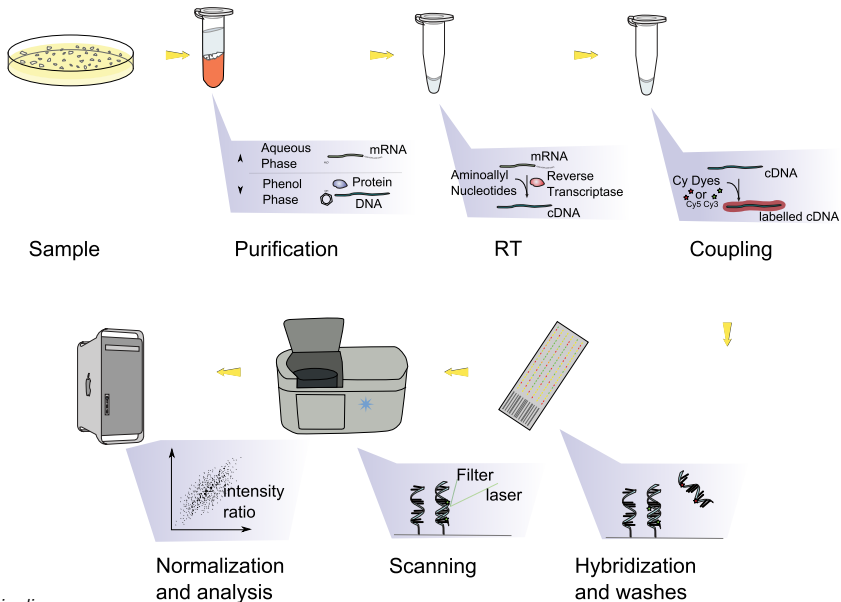 Aqueous
Phase
mRNA
Phenol
Phase
Protein
DNA
mRNA
Aminoallyl
Nucleotides
Reverse
Transcriptase
cDNA
cDNA
Cy Dyes
or
Cy5 Cy3
labelled cDNA
Sample
Purification
RT
Coupling
intensity
ratio
Filter
laser
Normalization
and analysis
Scanning
Hybridization
and washes